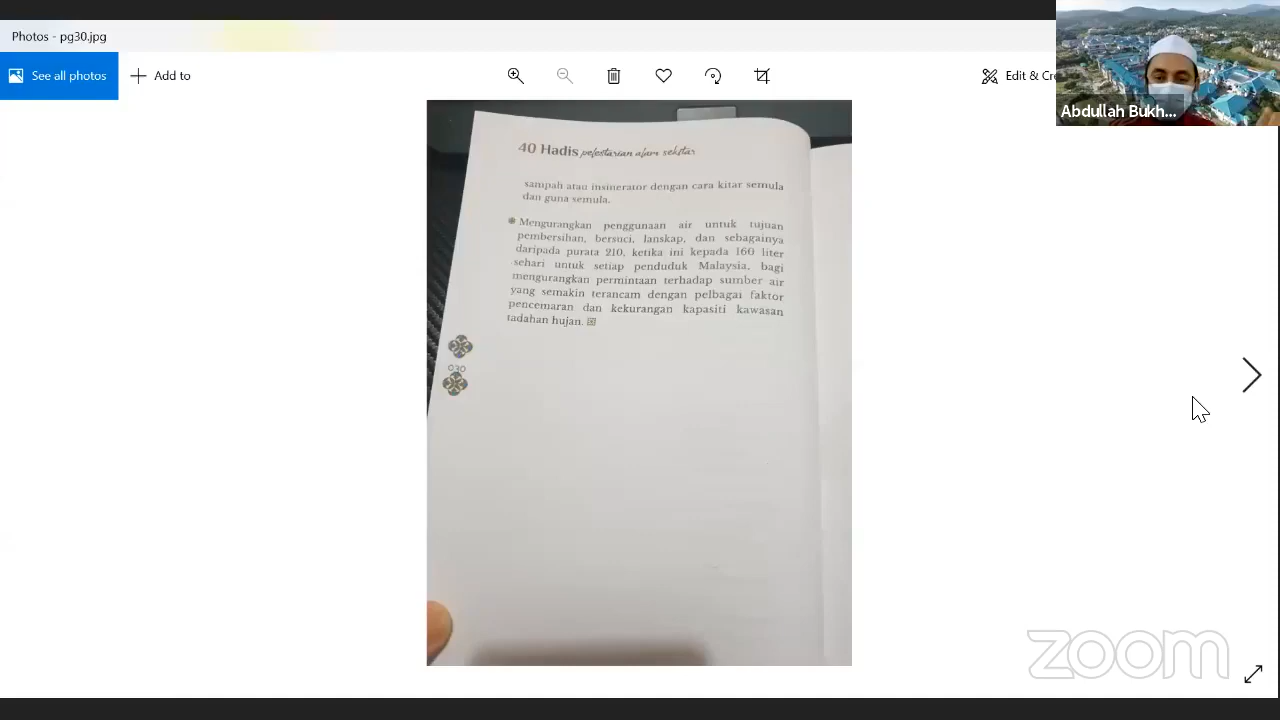 Photos - pg30.jpg
See all photos
Add to
Edit & Cre
Abdullah Bukh...
40 Hadis pelestarian alam sekitar
sampah atau insinerator dengan cara kitar semula
dan guna semula.
Mengurangkan penggunaan air untuk tujuan
pembersihan, bersuci, lanskap, dan sebagainya
daripada purata 210, ketika ini kepada 160 liter
sehari untuk setiap penduduk Malaysia, bagi
mengurangkan permintaan terhadap sumber air
yang semakin terancam dengan pelbagai faktor
pencemaran dan kekurangan kapasiti kawasan
tadahan hujan.
030
zoom